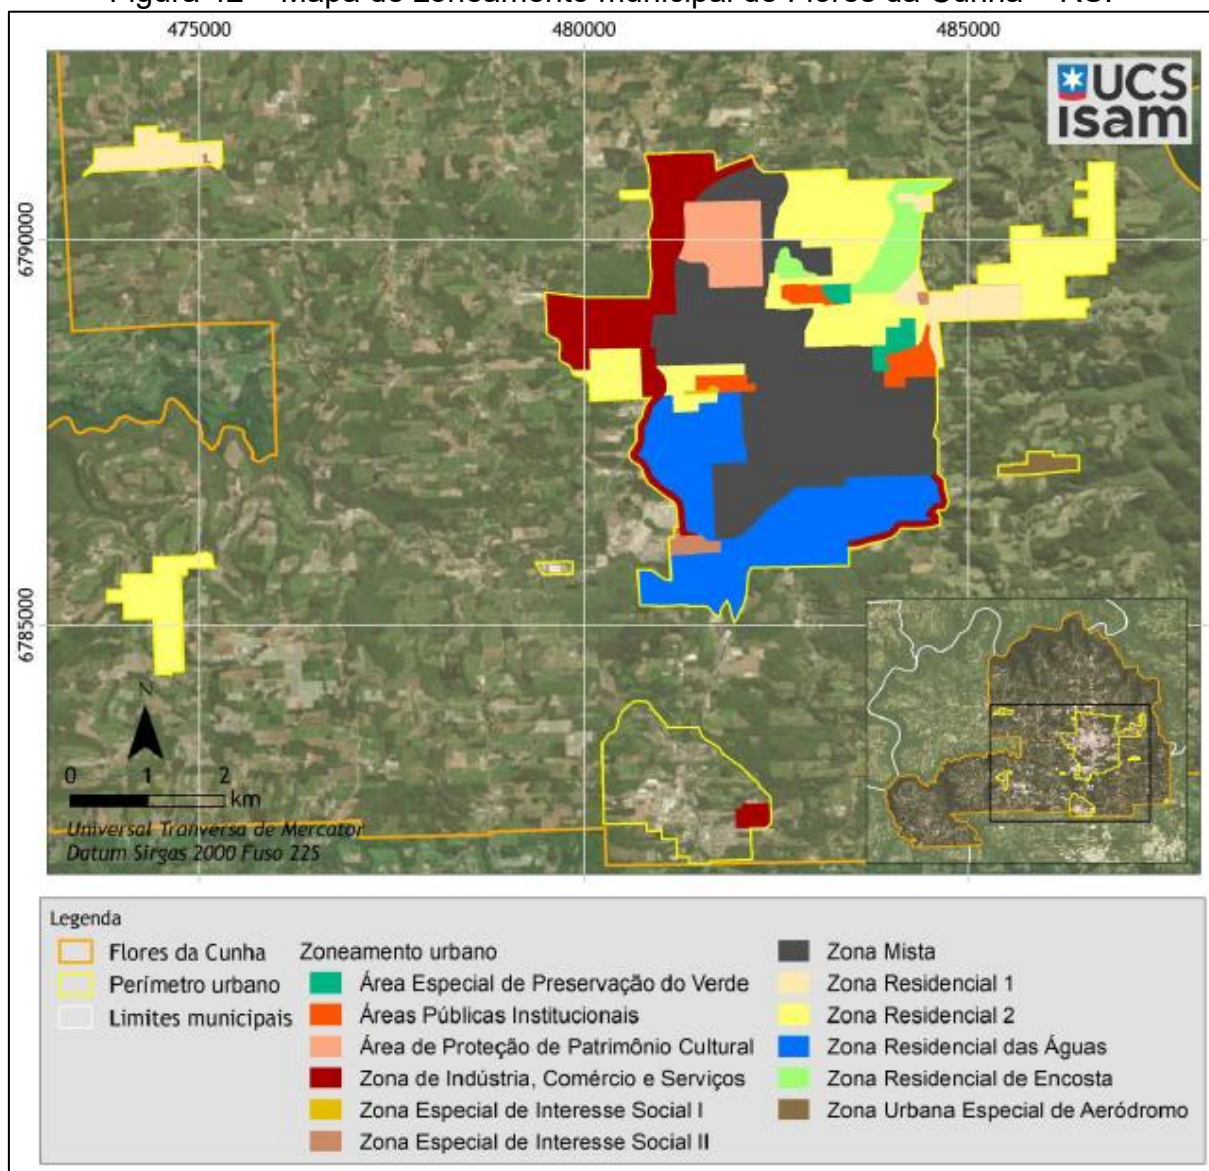 Figura 42 – Mapa de zoneamento municipal de Flores da Cunha – RS.
475000
480000
485000
UCS
isam
6790000
6785000
N
0 1 2
km
Universal Tranversa de Mercator
Datum Sirgas 2000 Fuso 22S
Legenda
Flores da Cunha
Perímetro urbano
Limites municipais
Zoneamento urbano
Área Especial de Preservação do Verde
Áreas Públicas Institucionais
Área de Proteção de Patrimônio Cultural
Zona de Indústria, Comércio e Serviços
Zona Especial de Interesse Social I
Zona Especial de Interesse Social II
Zona Mista
Zona Residencial 1
Zona Residencial 2
Zona Residencial das Águas
Zona Residencial de Encosta
Zona Urbana Especial de Aeródromo